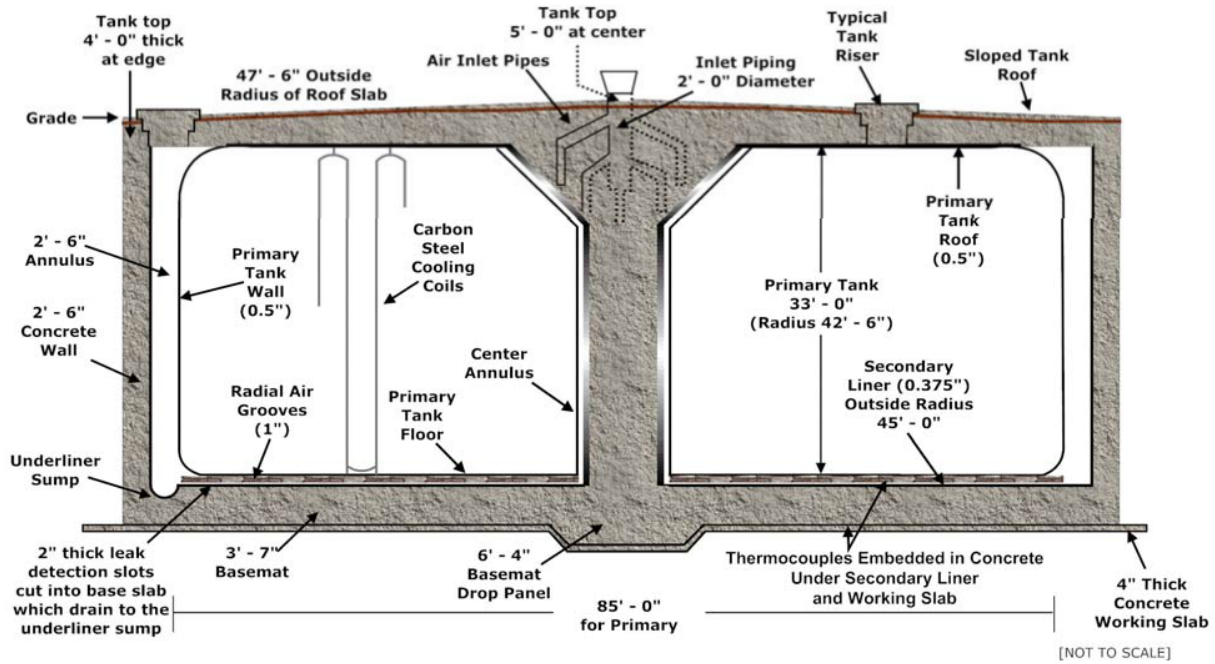 Tank top
4' - 0" thick
at edge
47' - 6" Outside
Radius of Roof Slab
Air Inlet Pipes
Tank Top
5' - 0" at center
Inlet Piping
2' - 0" Diameter
Typical
Tank
Riser
Sloped Tank
Roof
Grade
2' - 6"
Annulus
Primary
Tank
Wall
(0.5")
Carbon
Steel
Cooling
Coils
Primary
Tank
Roof
(0.5")
Primary Tank
33' - 0"
(Radius 42' - 6")
2' - 6"
Concrete
Wall
Center
Annulus
Radial Air
Grooves
(1")
Primary
Tank
Floor
Secondary
Liner (0.375")
Outside Radius
45' - 0"
Underliner
Sump
2" thick leak
detection slots
cut into base slab
which drain to the
underliner sump
3' - 7"
Basemat
6' - 4"
Basemat
Drop Panel
Thermocouples Embedded in Concrete
Under Secondary Liner
and Working Slab
4" Thick
Concrete
Working Slab
85' - 0"
for Primary
[NOT TO SCALE]